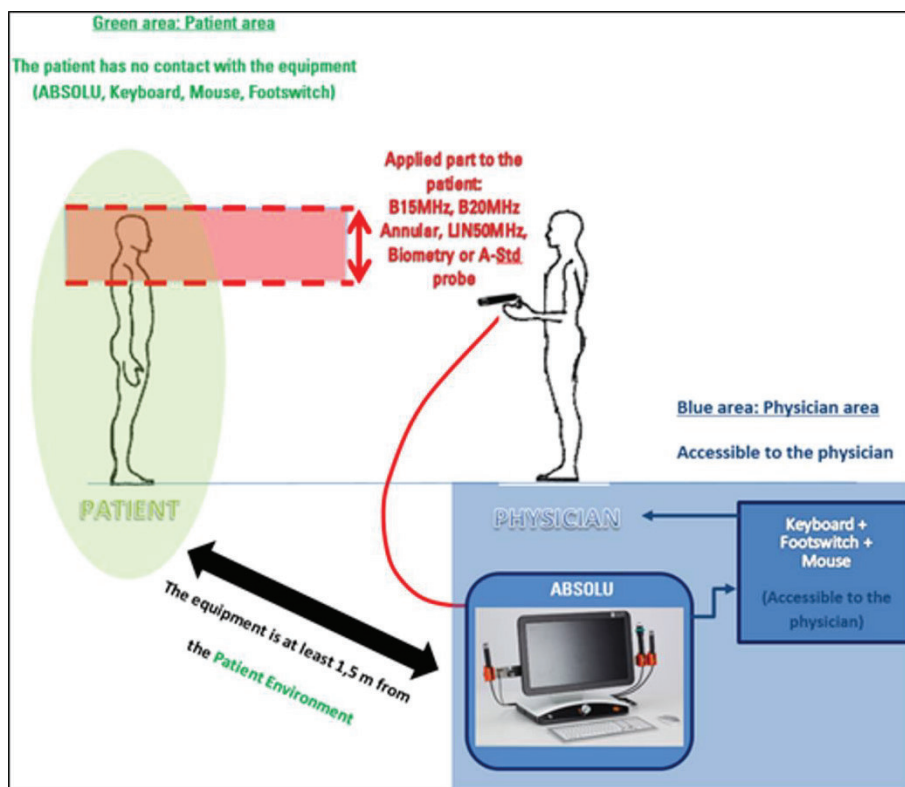 Green area: Patient area
The patient has no contact with the equipment
(ABSOLU, Keyboard, Mouse, Footswitch)
Applied part to the
patient:
B15MHz, B20MHz
Annular, LIN50MHz,
Biometry or A-Std
probe
Blue area: Physician area
Accessible to the physician
PATIENT
PHYSICIAN
Keyboard +
Footswitch +
Mouse
(Accessible to the
physician)
ABSOLU
The equipment is at least 1,5 m from
the Patient Environment